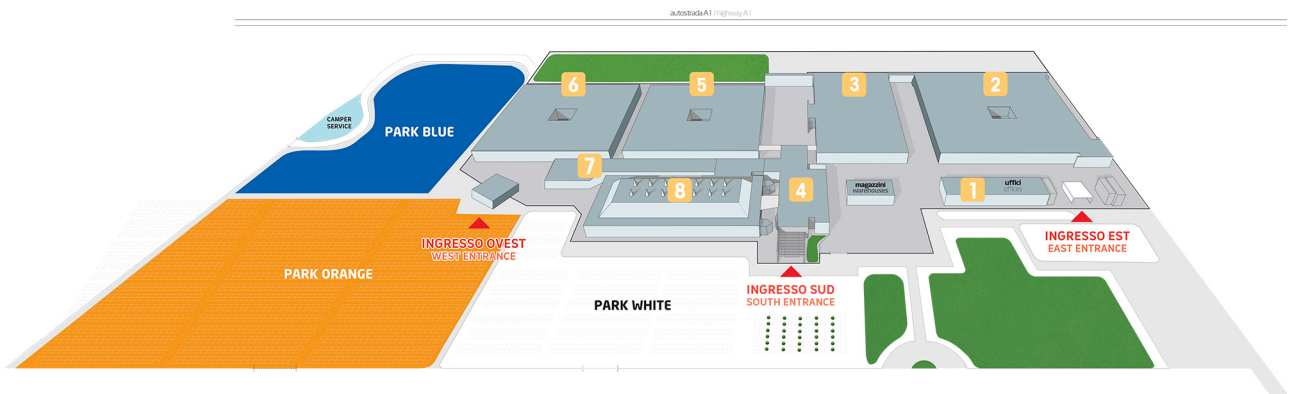 autostrada A1 / highway A1
6
5
3
2
CAMPER
SERVICE
PARK BLUE
7
8
4
magazzini
warehouses
1
uffici
offices
INGRESSO OVEST
WEST ENTRANCE
INGRESSO EST
EAST ENTRANCE
PARK ORANGE
INGRESSO SUD
SOUTH ENTRANCE
PARK WHITE